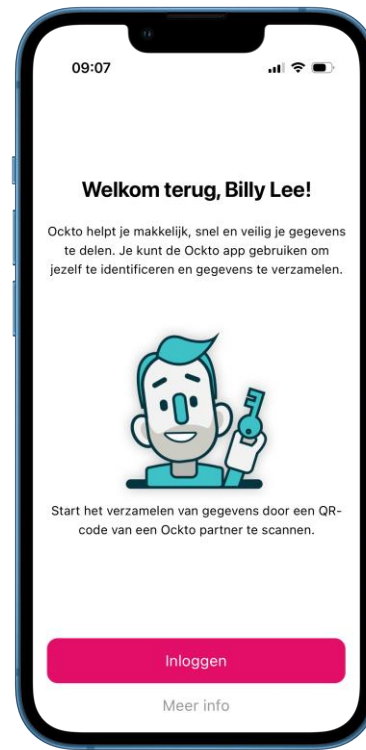 09:07
Welkom terug, Billy Lee!
Ockto helpt je makkelijk, snel en veilig je gegevens
te delen. Je kunt de Ockto app gebruiken om
jezelf te identificeren en gegevens te verzamelen.
Start het verzamelen van gegevens door een QR-
code van een Ockto partner te scannen.
Inloggen
Meer info